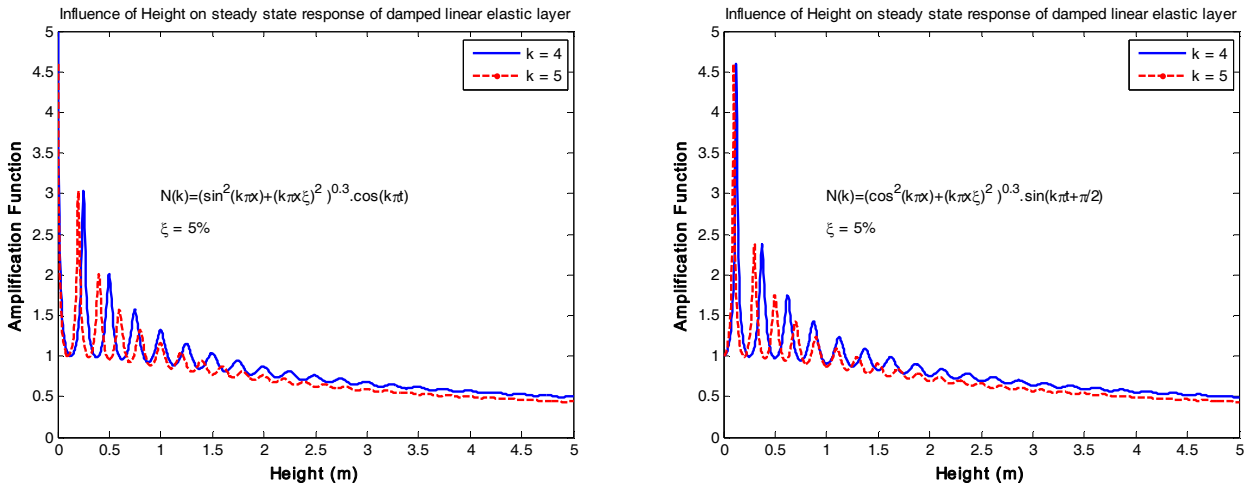 Influence of Height on steady state response of damped linear elastic layer
5
4.5
4
3.5
3
2.5
2
1.5
1
0.5
0
Amplification Function
k = 4
k = 5
N(k)=(sin²(kπx)+(kπxξ)² )^0.3.cos(kπt)
ξ = 5%
0 0.5 1 1.5 2 2.5 3 3.5 4 4.5 5
Height (m)
Influence of Height on steady state response of damped linear elastic layer
5
4.5
4
3.5
3
2.5
2
1.5
1
0.5
0
Amplification Function
k = 4
k = 5
N(k)=(cos²(kπx)+(kπxξ)² )^0.3.sin(kπt+π/2)
ξ = 5%
0 0.5 1 1.5 2 2.5 3 3.5 4 4.5 5
Height (m)